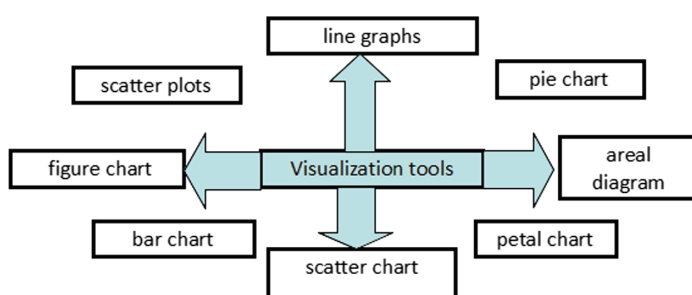 line graphs
scatter plots
pie chart
figure chart
Visualization tools
areal
diagram
bar chart
petal chart
scatter chart